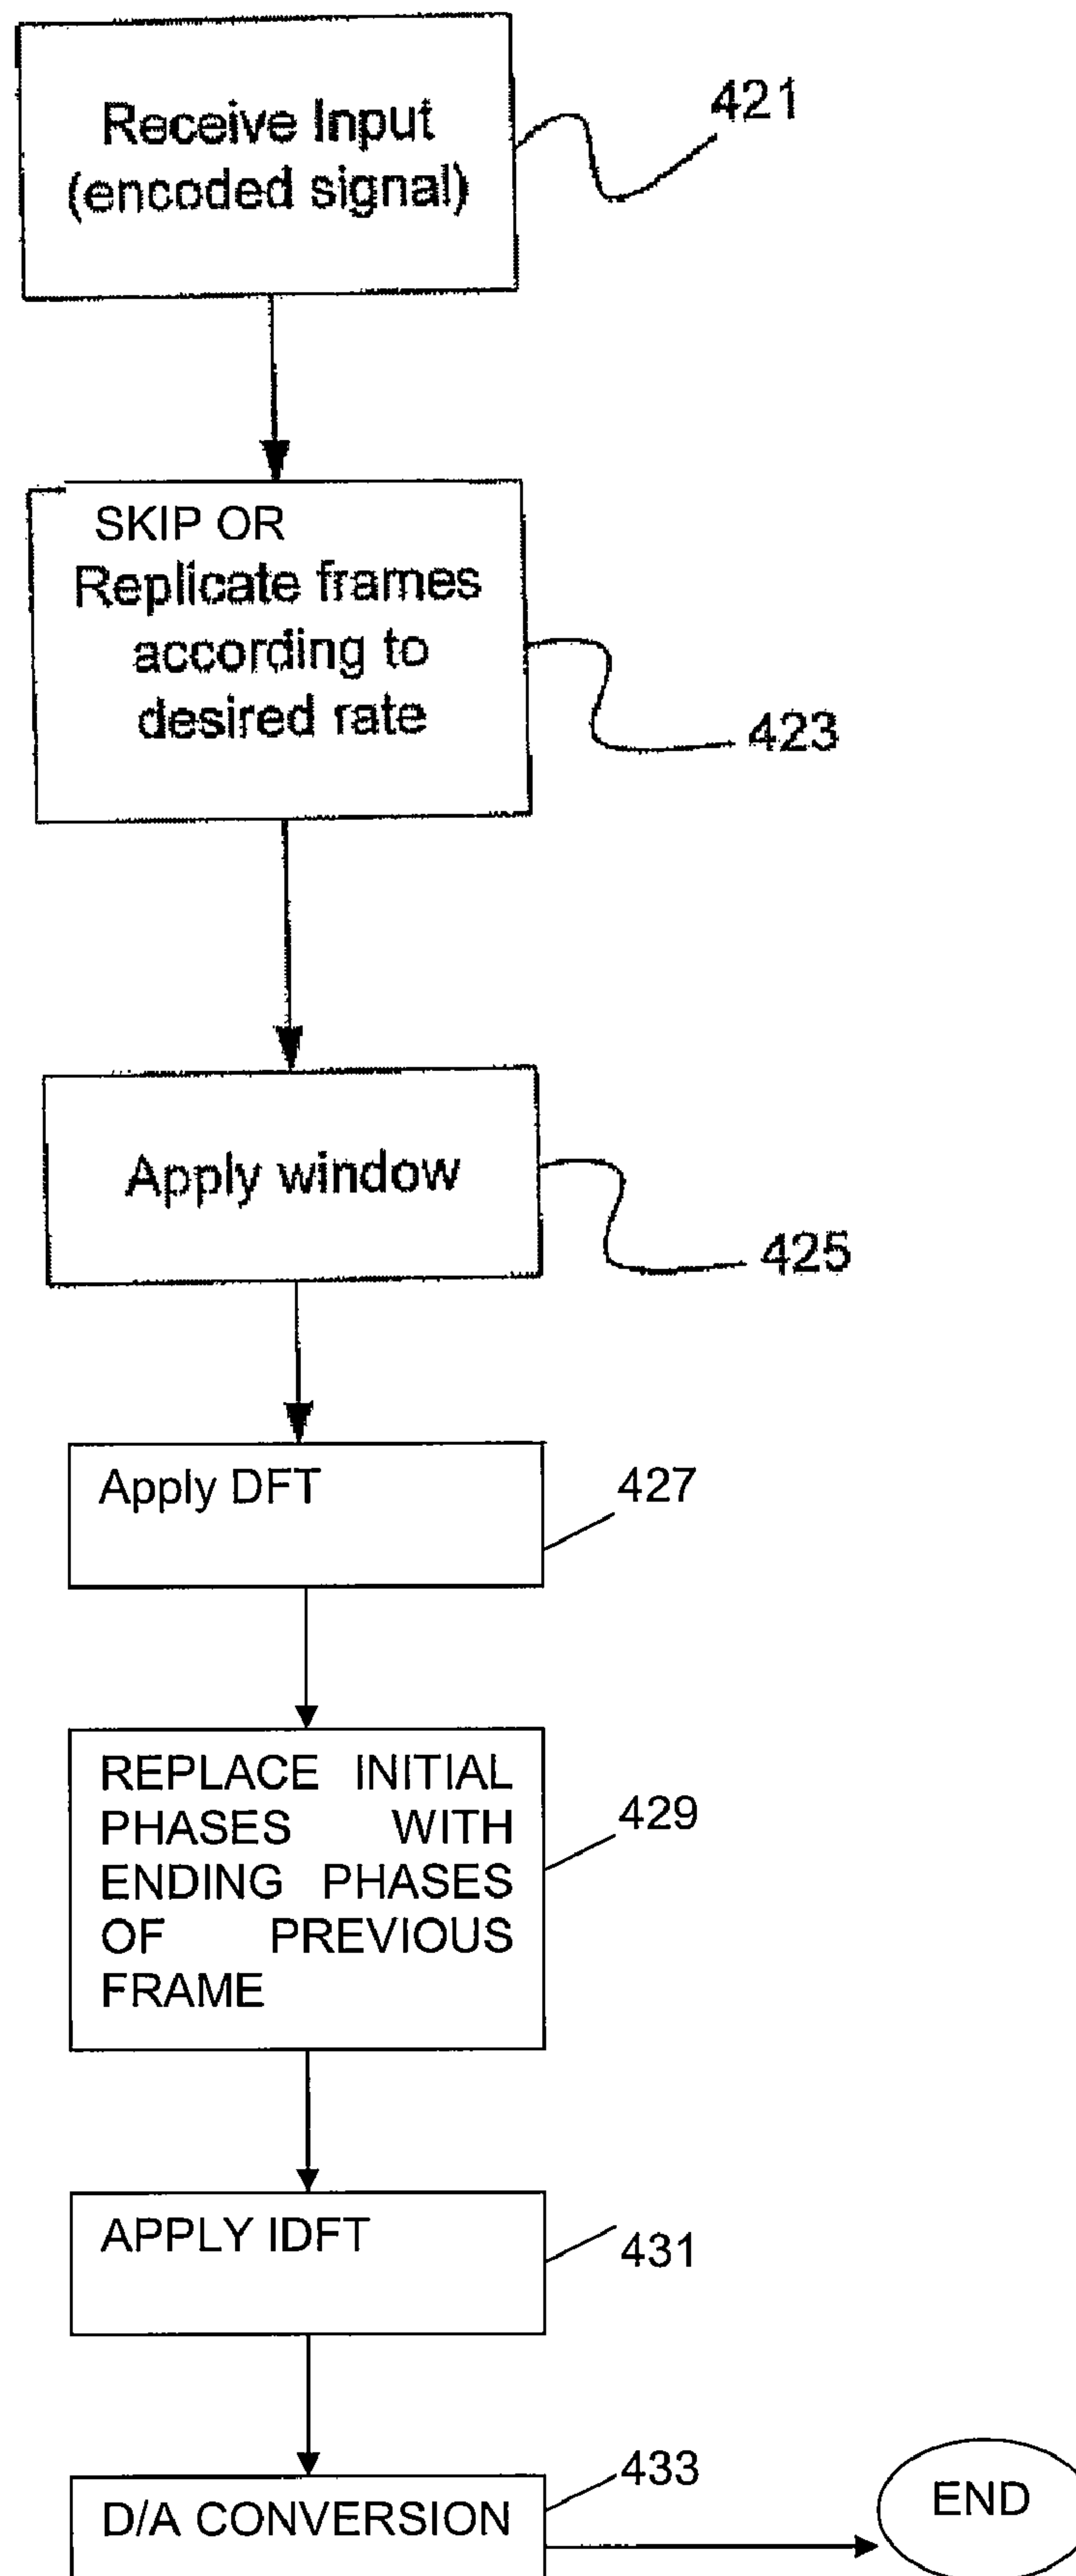 Receive Input
(encoded signal)
421
SKIP OR
Replicate frames
according to
desired rate
423
Apply window
425
Apply DFT
427
REPLACE INITIAL
PHASES WITH
ENDING PHASES
OF PREVIOUS
FRAME
429
APPLY IDFT
431
D/A CONVERSION
433
END